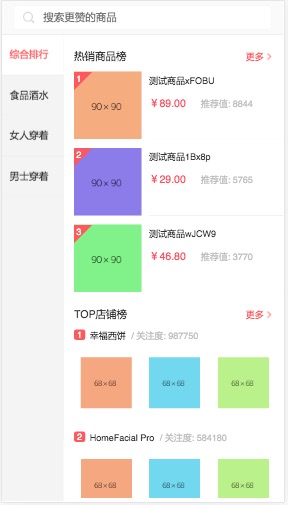 搜索更赞的商品
综合排行
食品酒水
女人穿着
男士穿着
热销商品榜
更多
1
90×90
测试商品xFOBU
¥89.00 推荐值: 8844
2
90×90
测试商品1Bx8p
¥29.00 推荐值: 5765
3
90×90
测试商品wJCW9
¥46.80 推荐值: 3770
TOP店铺榜
更多
1 幸福西饼 / 关注度: 987750
68×68 68×68 68×68
2 HomeFacial Pro / 关注度: 584180
68×68 68×68 68×68